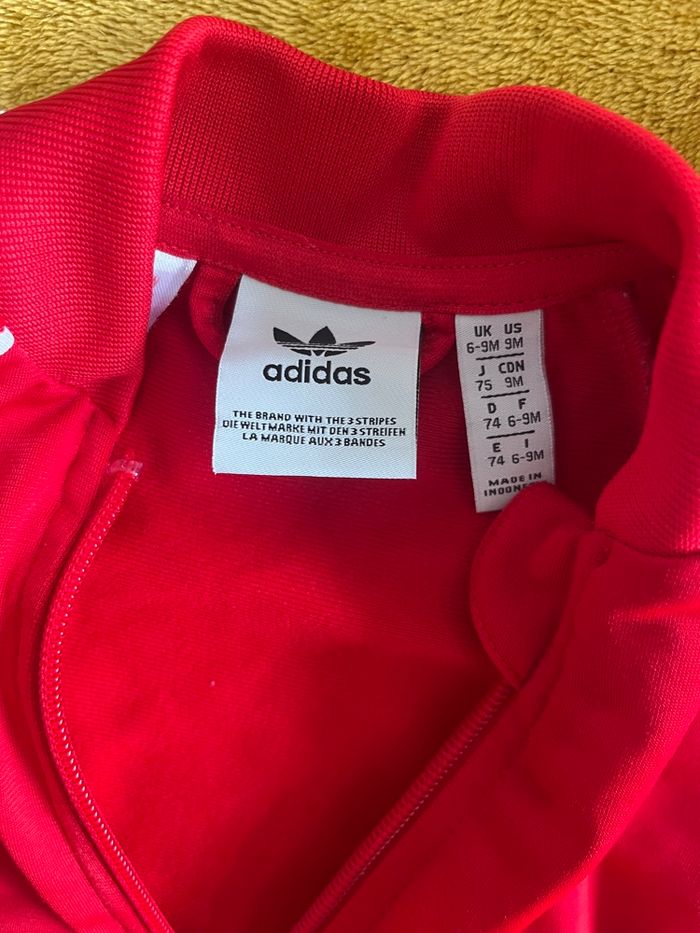 adidas
THE BRAND WITH THE 3 STRIPES
DIE WELTMARKE MIT DEN 3 STREIFEN
LA MARQUE AUX 3 BANDES
UK US
6-9M 9M
J CDN
75 9M
D F
74 6-9M
E I
74 6-9M
MADE IN